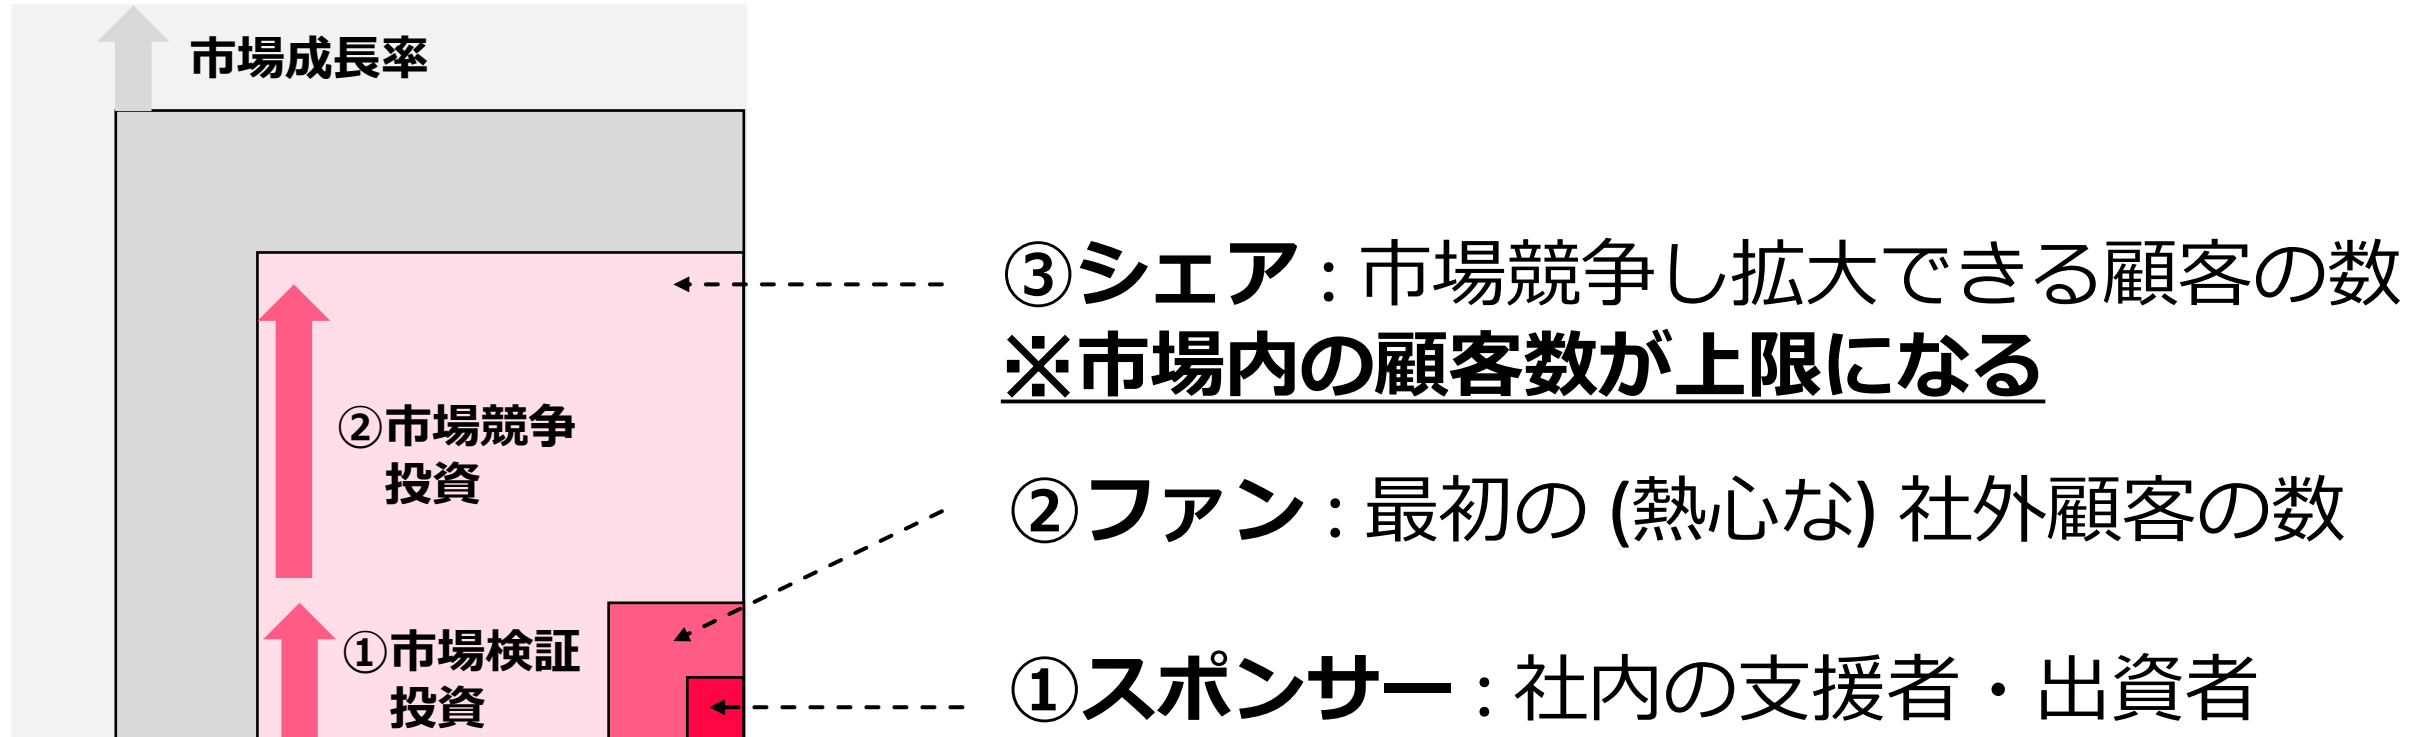 市場成長率
③シェア : 市場競争し拡大できる顧客の数
※市場内の顧客数が上限になる
②市場競争
投資
②ファン : 最初の (熱心な) 社外顧客の数
①市場検証
投資
①スポンサー : 社内の支援者・出資者